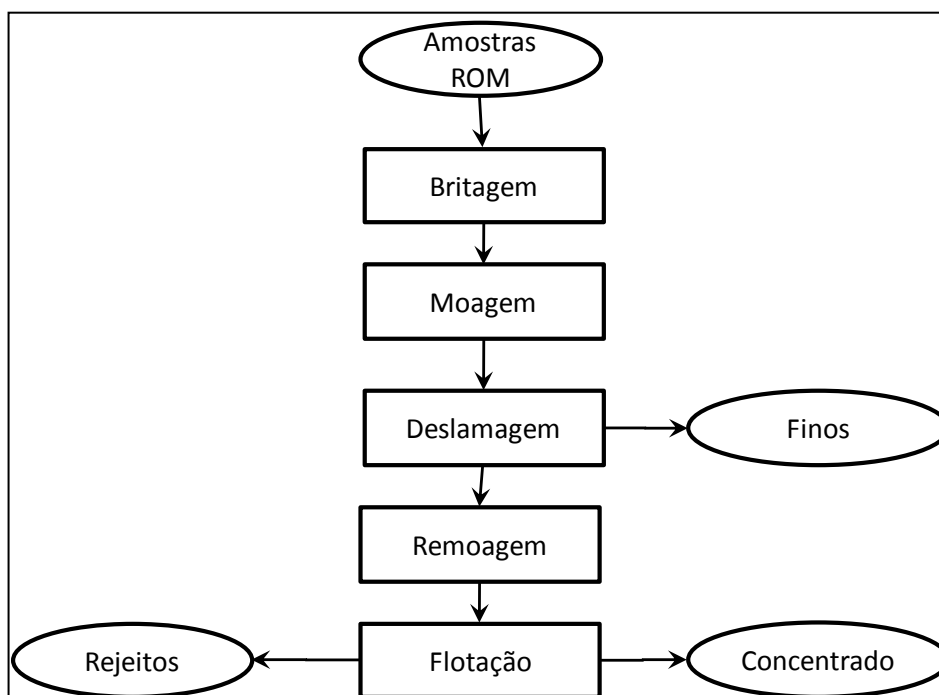 Amostras
ROM
Britagem
Moagem
Deslamagem
Finos
Remoagem
Rejeitos
Flotação
Concentrado